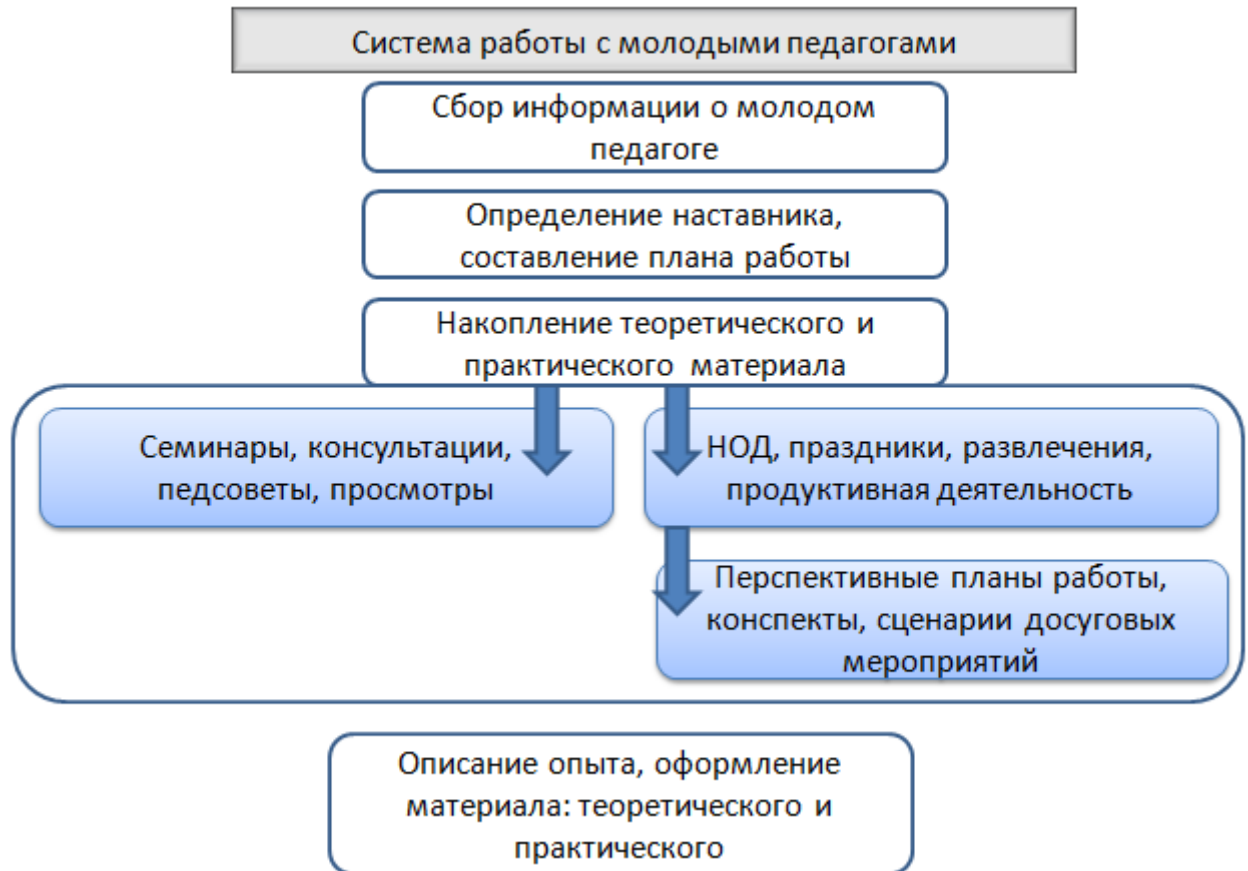 Система работы с молодыми педагогами
Сбор информации о молодом
педагоге
Определение наставника,
составление плана работы
Накопление теоретического и
практического материала
Семинары, консультации,
педсоветы, просмотры
НОД, праздники, развлечения,
продуктивная деятельность
Перспективные планы работы,
конспекты, сценарии досуговых
мероприятий
Описание опыта, оформление
материала: теоретического и
практического